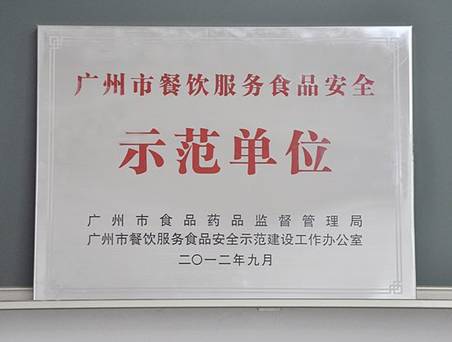 广州市餐饮服务食品安全
示范单位
广州市食品药品监督管理局
广州市餐饮服务食品安全示范建设工作办公室
二〇一二年九月